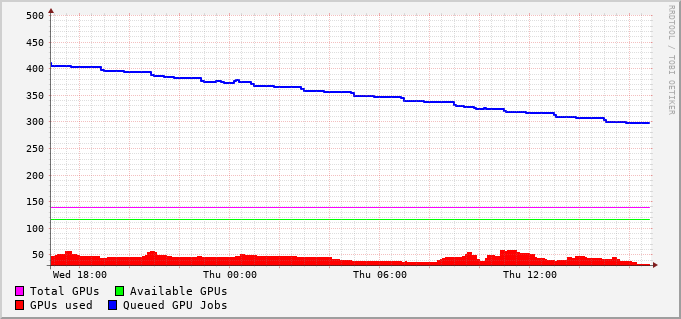 500
450
400
350
300
250
200
150
100
50
Wed 18:00 Thu 00:00 Thu 06:00 Thu 12:00
Total GPUs Available GPUs
GPUs used Queued GPU Jobs
RRDTOOL / TOBI OETIKER